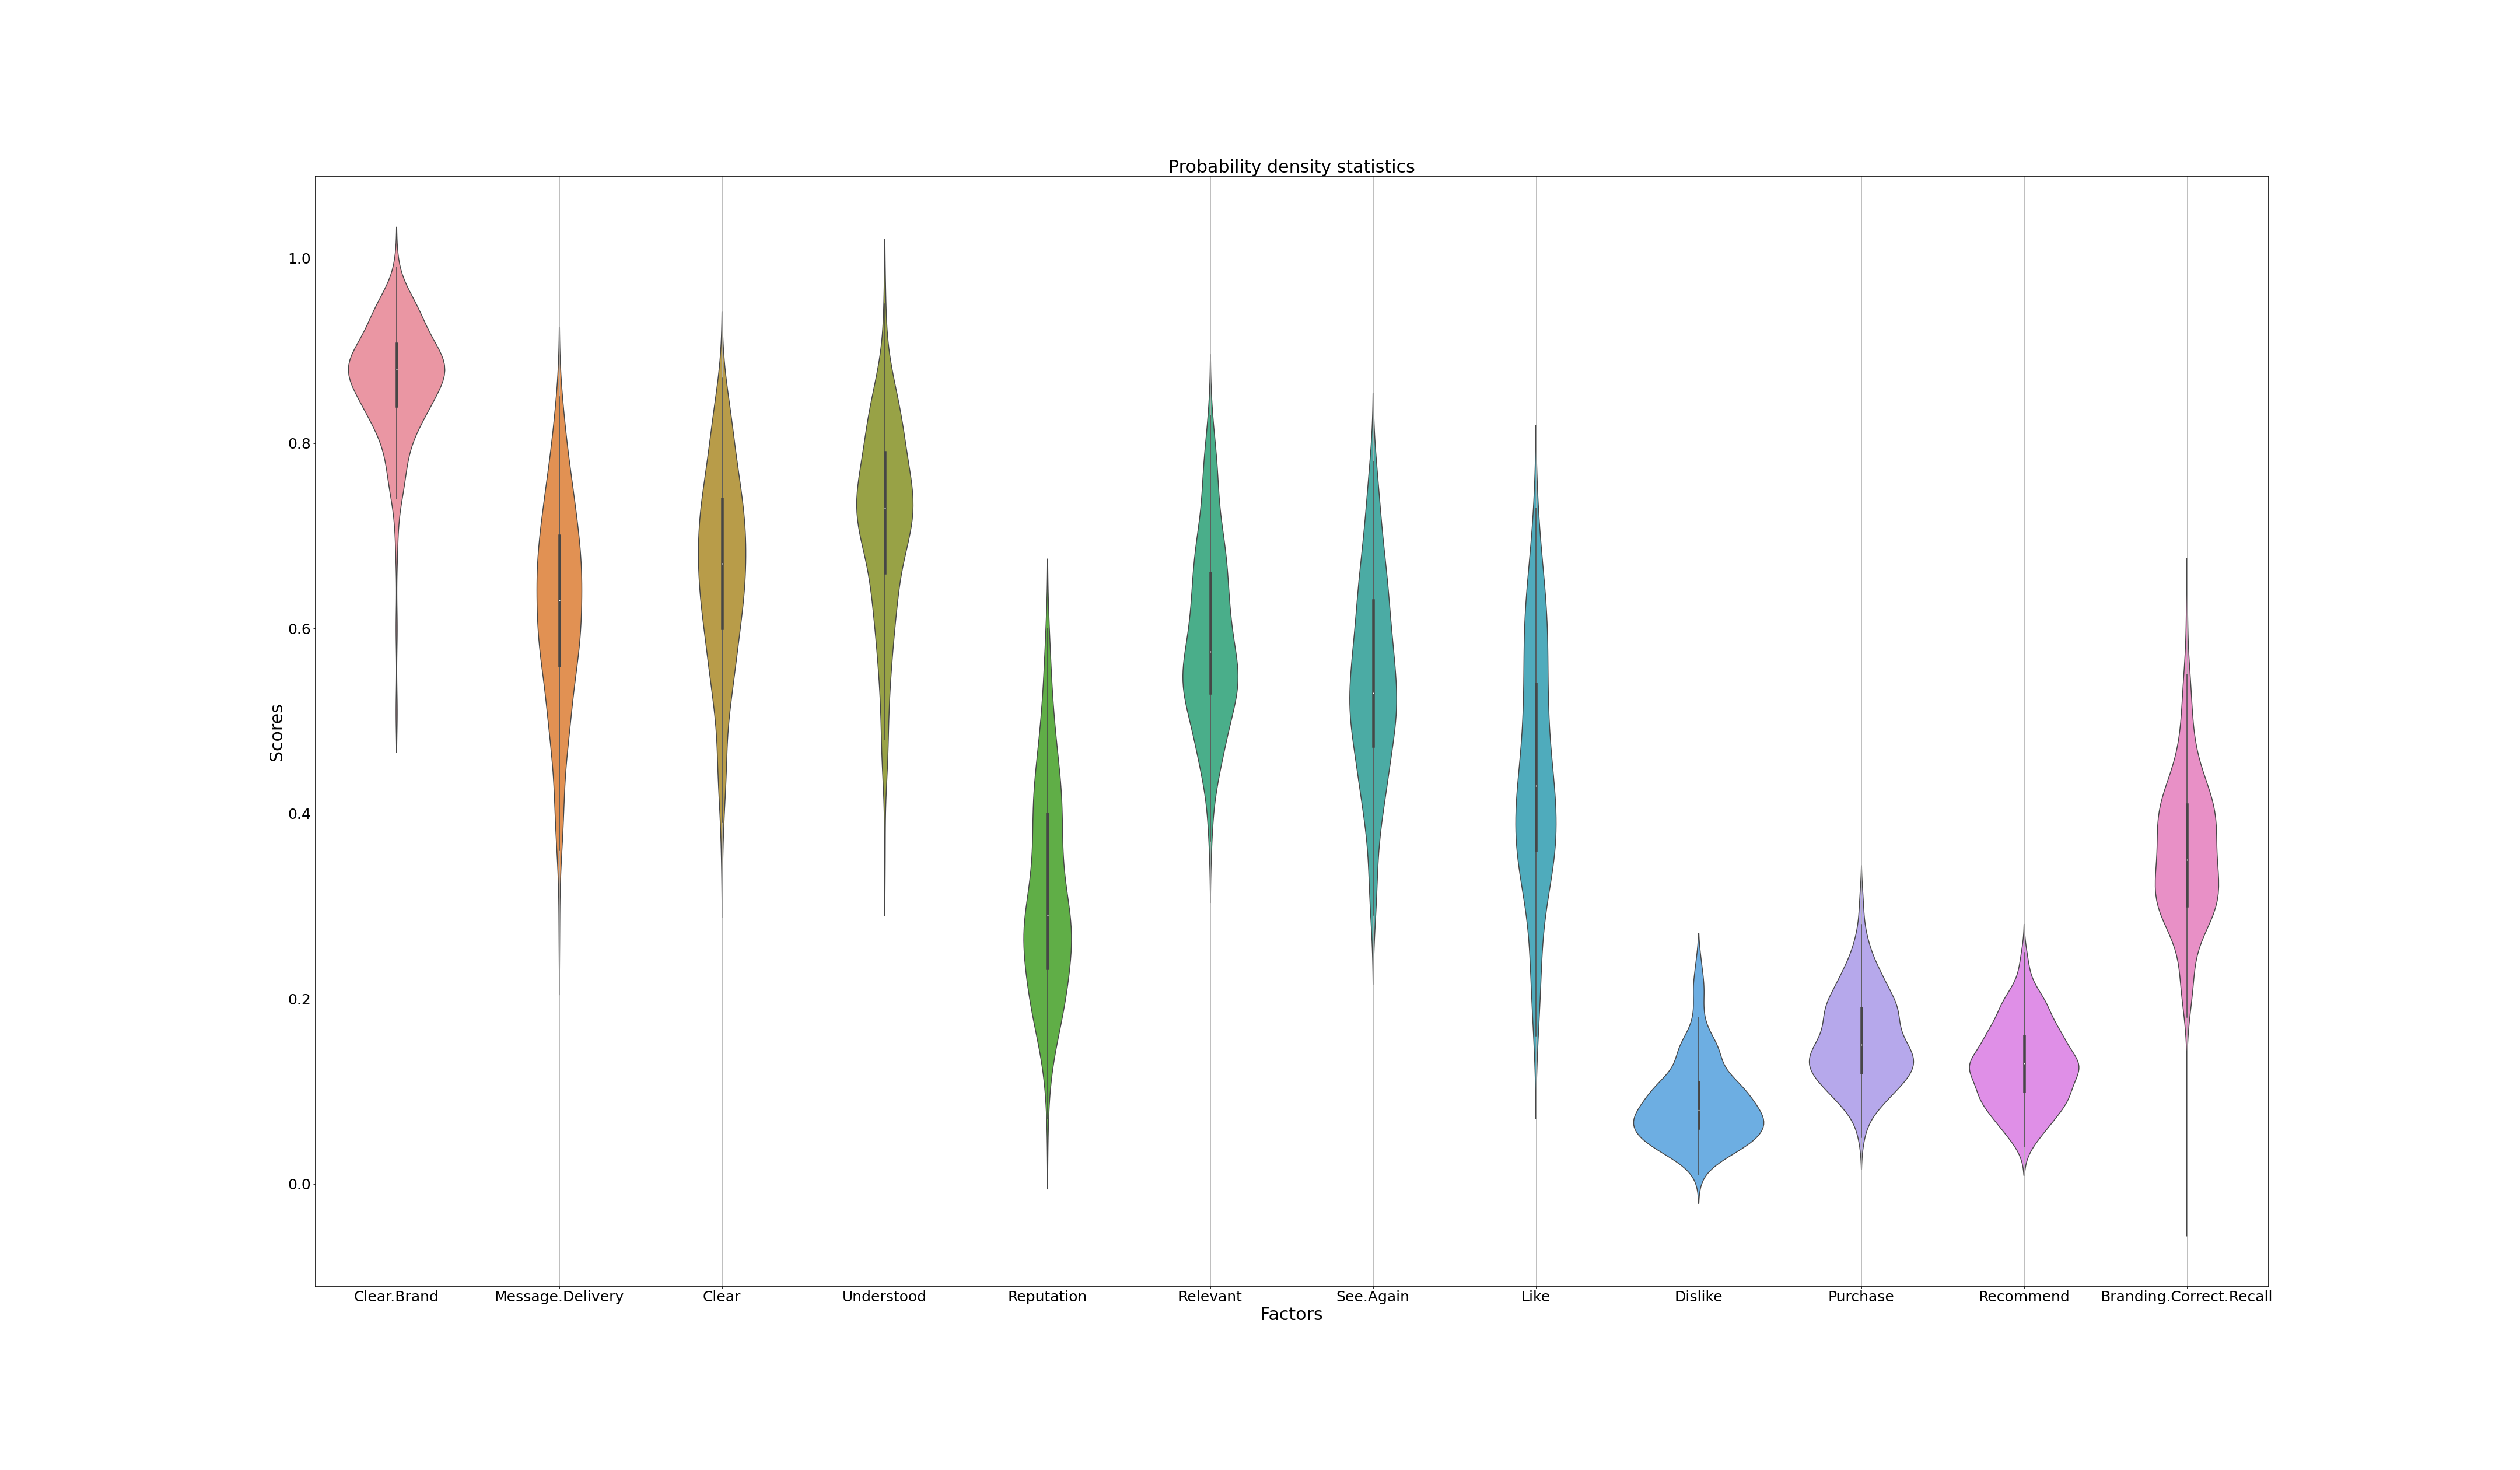 Probability density statistics
1.0
0.8
0.6
0.4
0.2
0.0
Scores
Clear.Brand Message.Delivery Clear Understood Reputation Relevant See.Again Like Dislike Purchase Recommend Branding.Correct.Recall
Factors